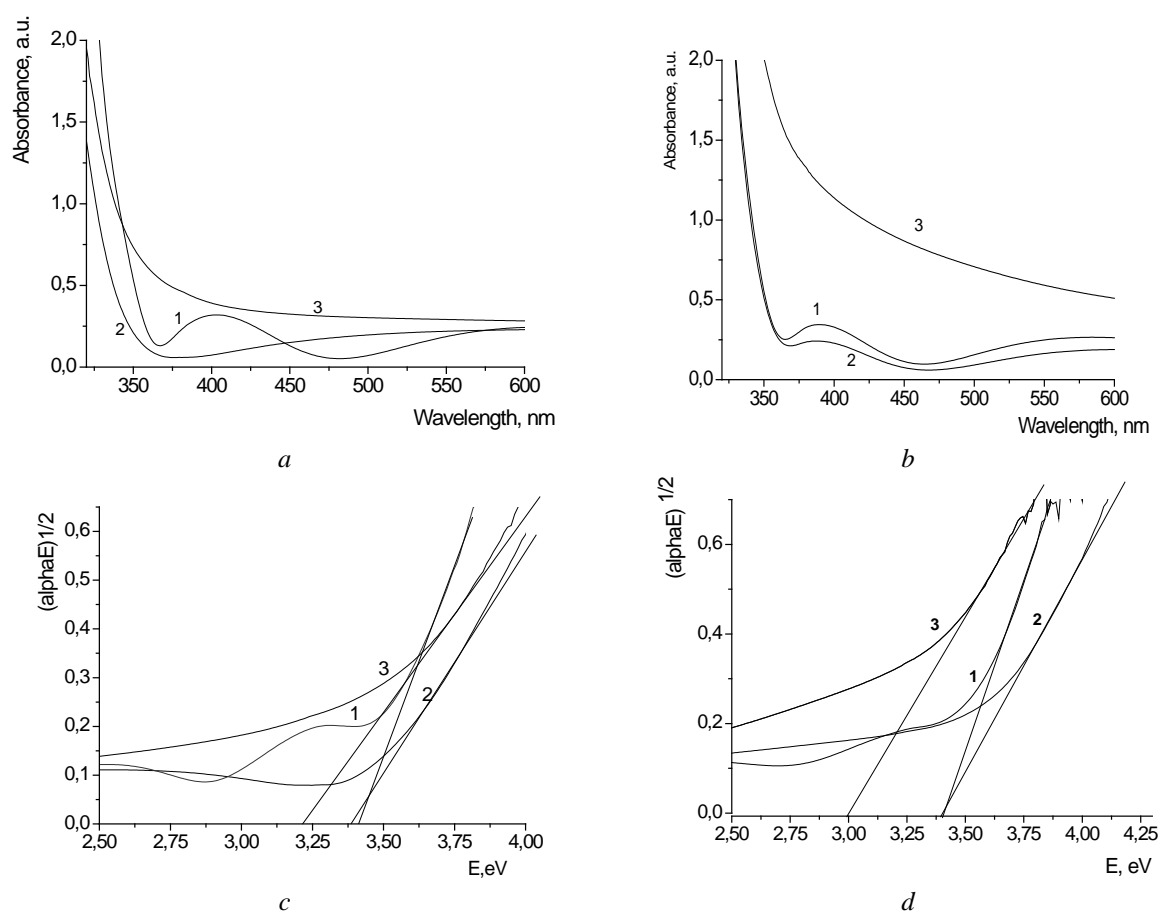 Absorbance, a.u.
2,0
1,5
1,0
0,5
0,0
1
2
3
350 400 450 500 550 600
Wavelength, nm
a
Absorbance, a.u.
2,0
1,5
1,0
0,5
0,0
3
1
2
350 400 450 500 550 600
Wavelength, nm
b
(alphaE)1/2
0,6
0,5
0,4
0,3
0,2
0,1
0,0
3
1
2
2,50 2,75 3,00 3,25 3,50 3,75 4,00
E,eV
c
(alphaE) 1/2
0,6
0,4
0,2
0,0
3
2
1
2,50 2,75 3,00 3,25 3,50 3,75 4,00 4,25
E, eV
d